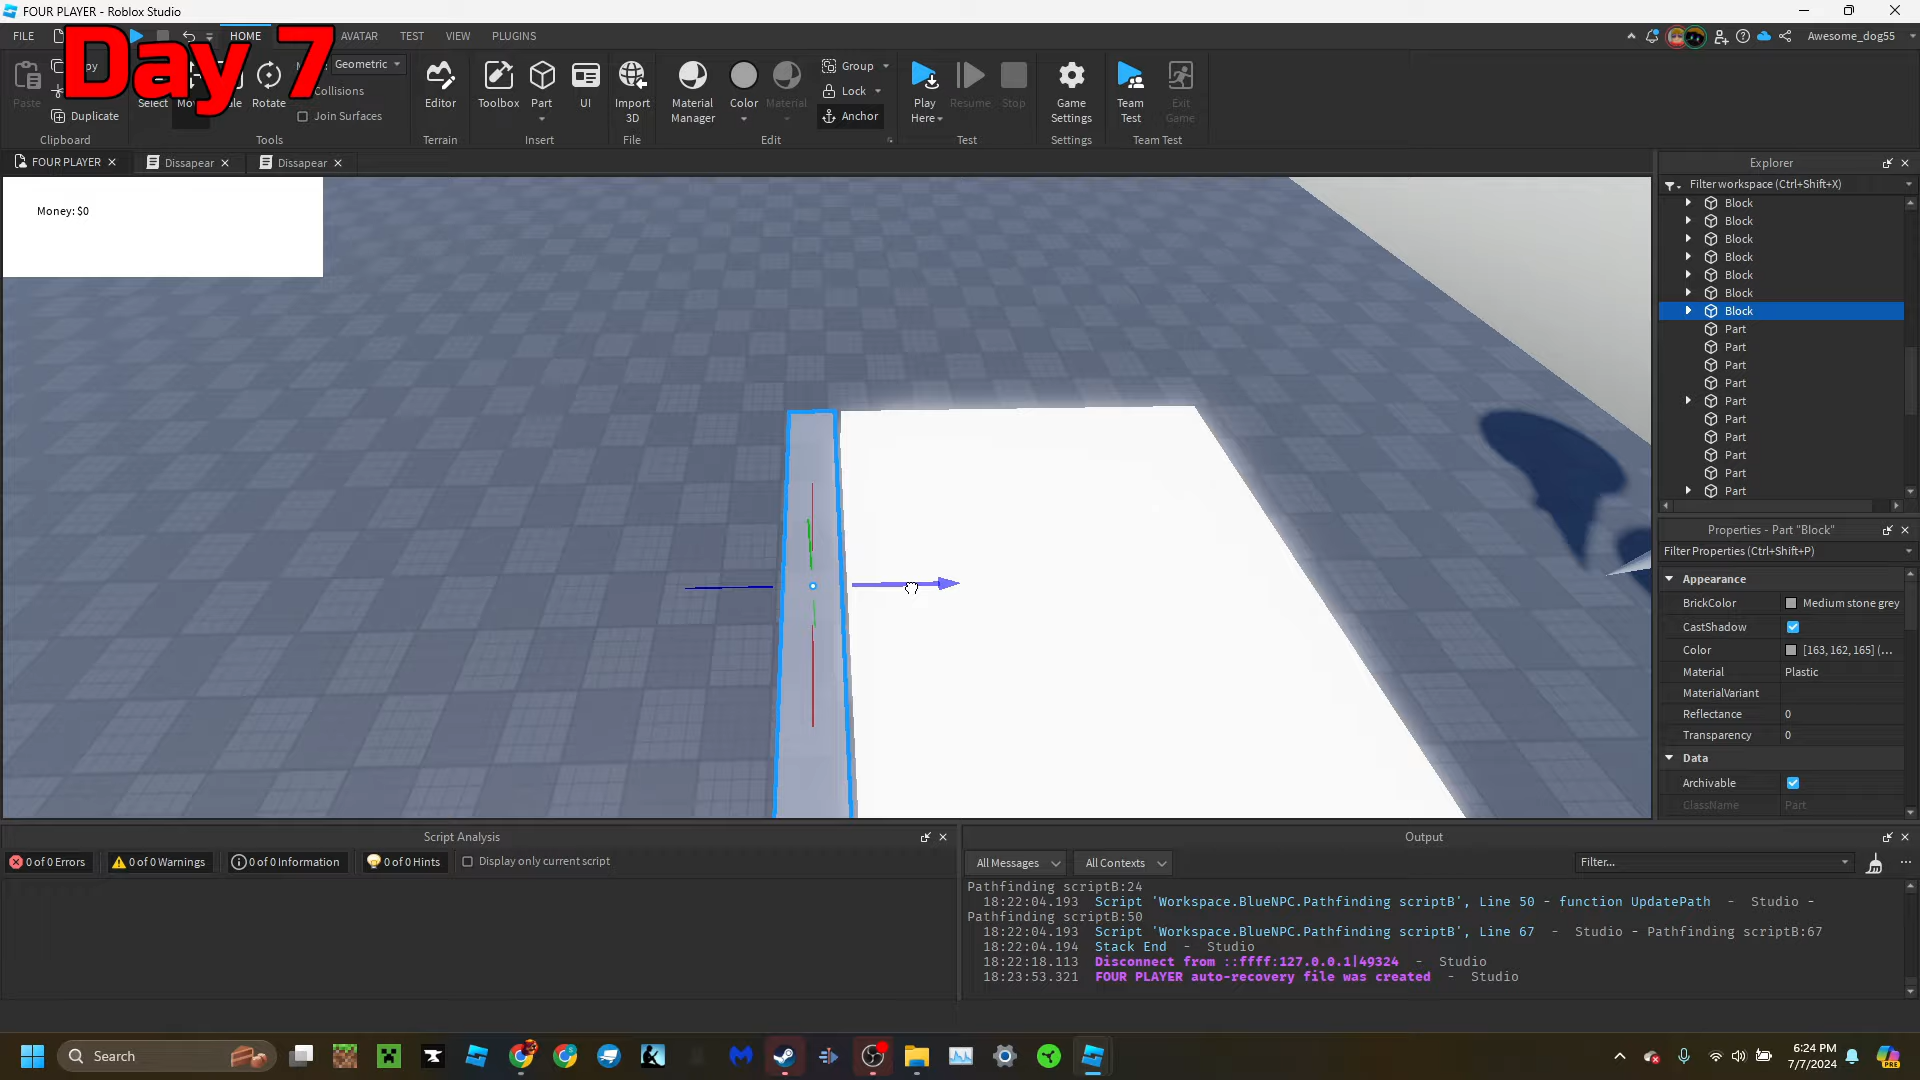 FOUR PLAYER - Roblox Studio
Day 7
FILE
HOME
AVATAR
TEST
VIEW
PLUGINS
Awesome_dog55
Paste
Duplicate
Clipboard
Select
Rotate
Geometric
Collisions
Join Surfaces
Tools
Editor
Terrain
Toolbox
Part
UI
Insert
Import
3D
File
Material
Manager
Color
Material
Group
Lock
Anchor
Edit
Play
Here
Resume
Stop
Test
Game
Settings
Settings
Team
Test
Exit
Game
Team Test
FOUR PLAYER
Dissapear
Dissapear
Money: $0
Explorer
Filter workspace (Ctrl+Shift+X)
Block
Block
Block
Block
Block
Block
Block
Part
Part
Part
Part
Part
Part
Part
Part
Part
Part
Properties - Part "Block"
Filter Properties (Ctrl+Shift+P)
Appearance
BrickColor Medium stone grey
CastShadow
Color [163, 162, 165] (...
Material Plastic
MaterialVariant
Reflectance 0
Transparency 0
Data
Archivable
ClassName Part
Script Analysis
0 of 0 Errors
0 of 0 Warnings
0 of 0 Information
0 of 0 Hints
Display only current script
Output
All Messages
All Contexts
Filter...
Pathfinding scriptB:24
18:22:04.193 Script 'Workspace.BlueNPC.Pathfinding scriptB', Line 50 - function UpdatePath - Studio -
Pathfinding scriptB:50
18:22:04.193 Script 'Workspace.BlueNPC.Pathfinding scriptB', Line 67 - Studio - Pathfinding scriptB:67
18:22:04.194 Stack End - Studio
18:22:18.113 Disconnect from ::ffff:127.0.0.1|49324 - Studio
18:23:53.321 FOUR PLAYER auto-recovery file was created - Studio
Search
6:24 PM
7/7/2024
PRE